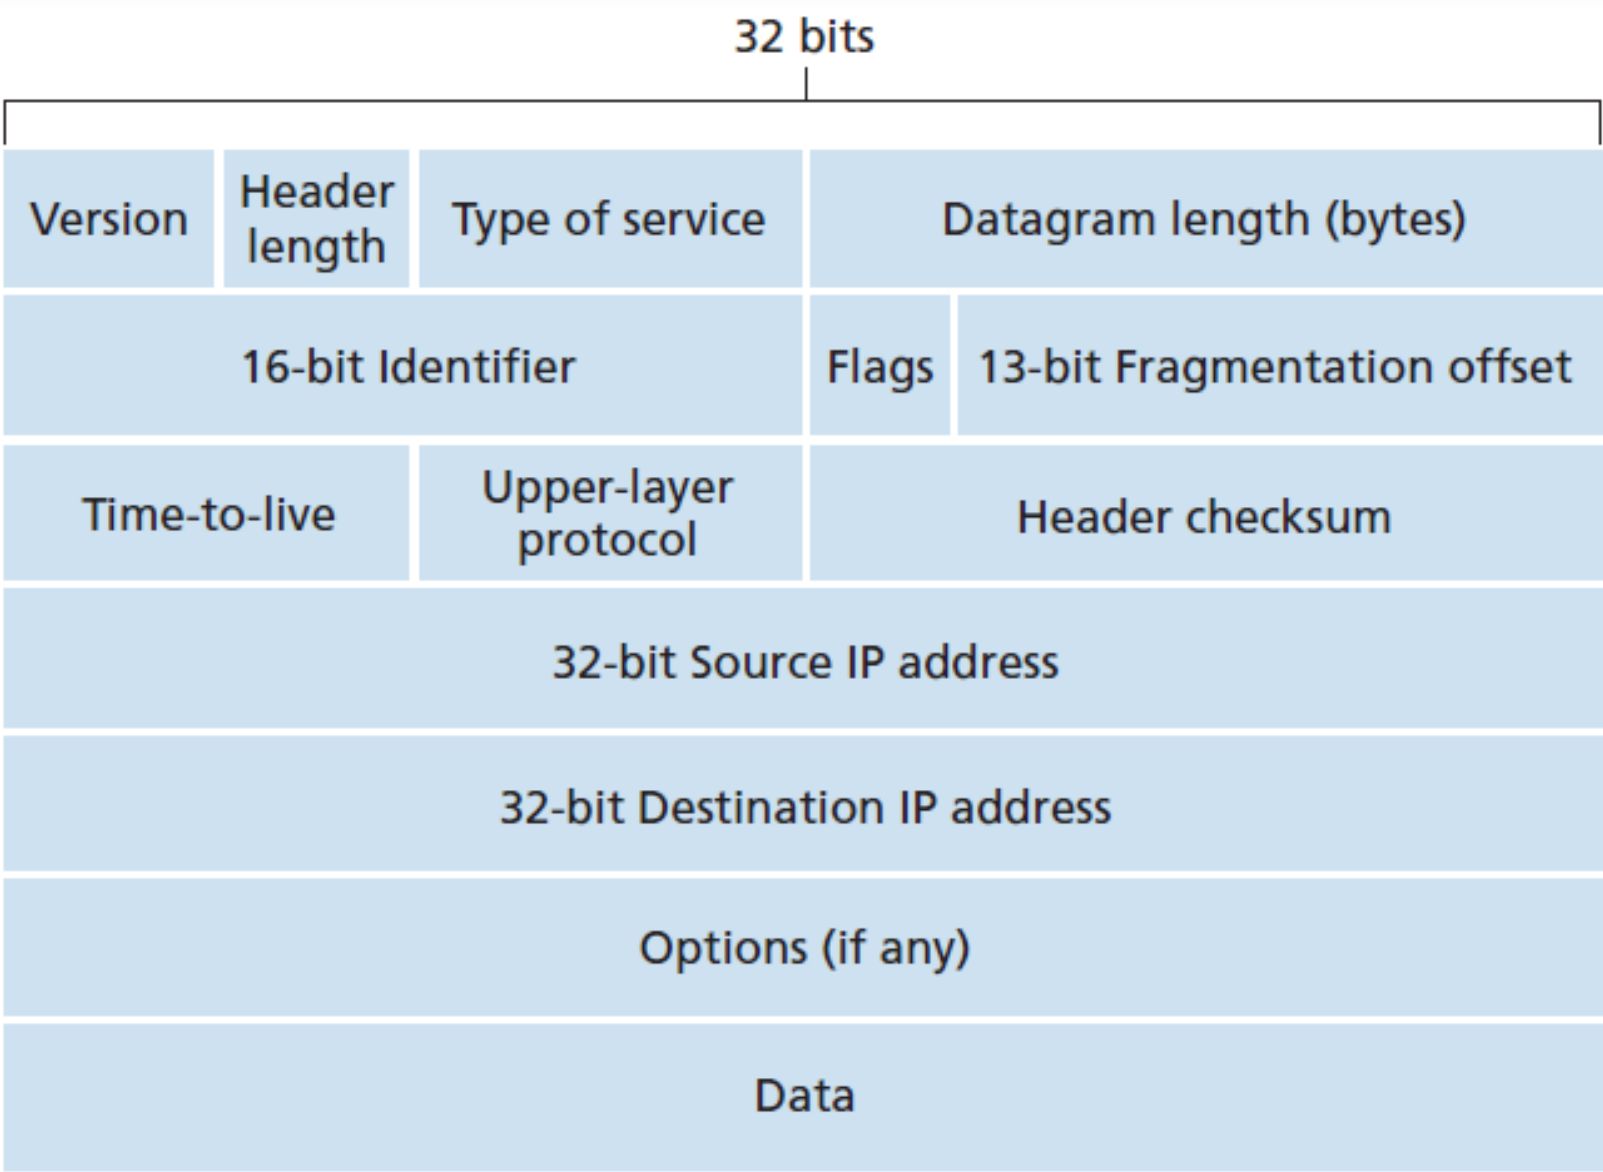 32 bits
Version
Header
length
Type of service
Datagram length (bytes)
16-bit Identifier
Flags
13-bit Fragmentation offset
Time-to-live
Upper-layer
protocol
Header checksum
32-bit Source IP address
32-bit Destination IP address
Options (if any)
Data